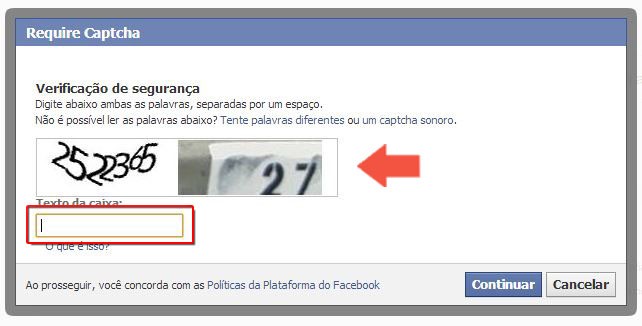 Require Captcha
Verificação de segurança
Digite abaixo ambas as palavras, separadas por um espaço.
Não é possível ler as palavras abaixo? Tente palavras diferentes ou um captcha sonoro.
2522365 27
Texto da caixa:
O que é isso?
Ao prosseguir, você concorda com as Políticas da Plataforma do Facebook
Continuar Cancelar